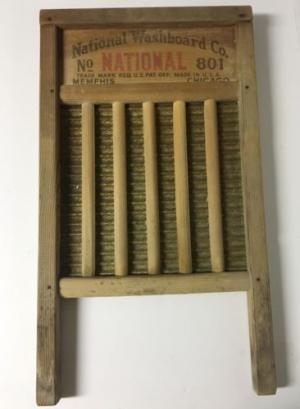 National Washboard Co.
No NATIONAL 801
TRADE MARK REG. U.S. PAT. OFF. MADE IN U.S.A.
MEMPHIS CHICAGO